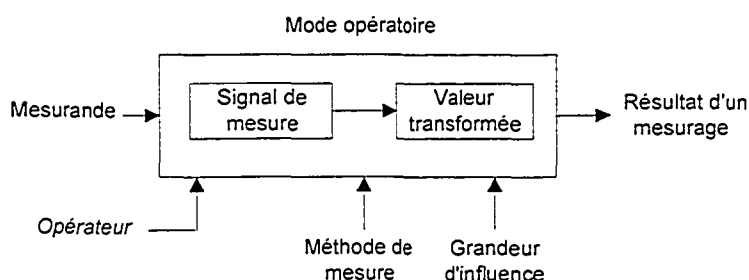 Mode opératoire
Mesurande
Signal de
mesure
Valeur
transformée
Résultat d'un
mesurage
Opérateur
Méthode de
mesure
Grandeur
d'influence